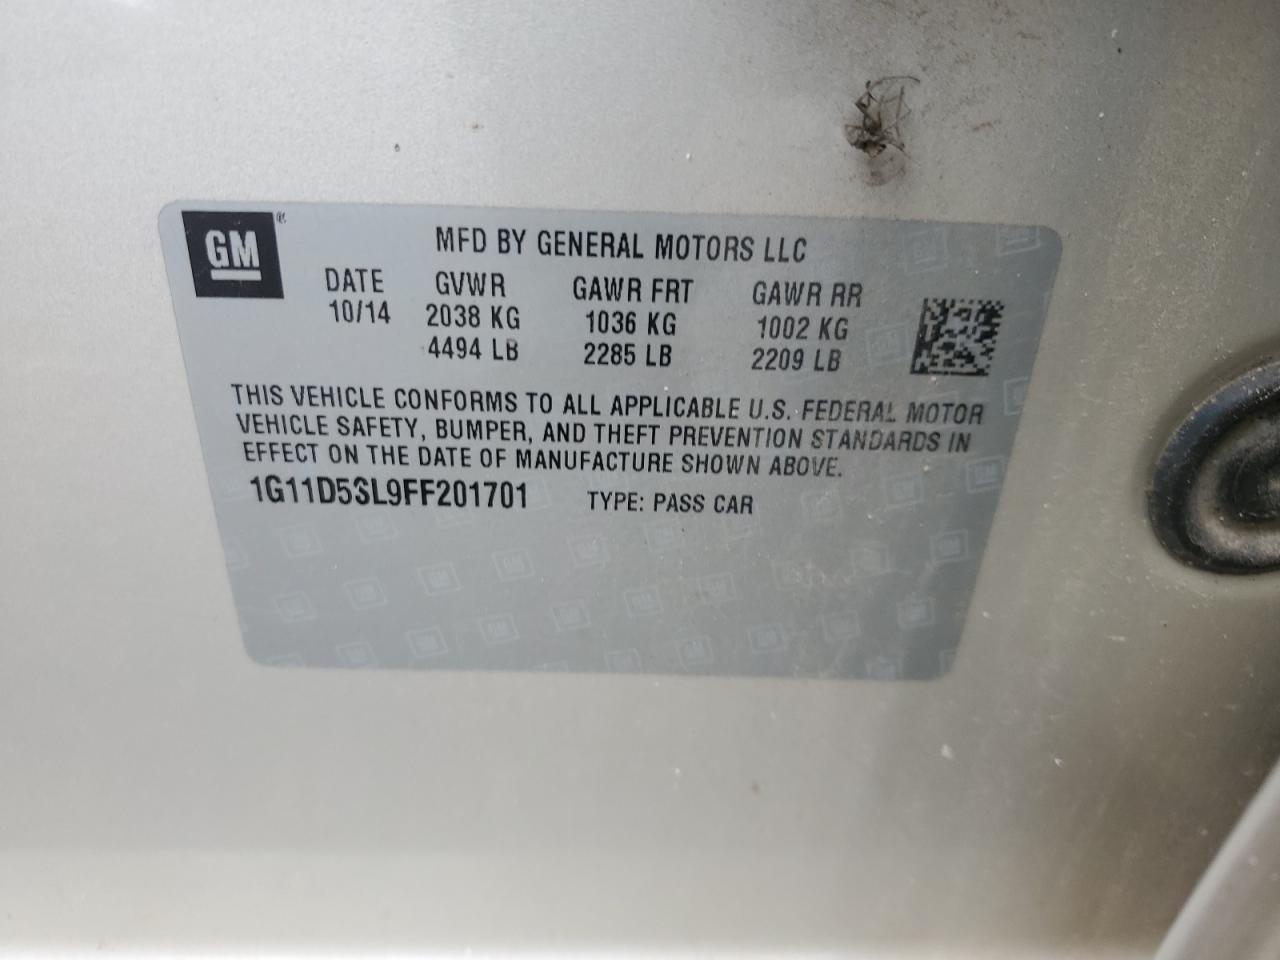 GM®
MFD BY GENERAL MOTORS LLC
DATE GVWR GAWR FRT GAWR RR
10/14 2038 KG 1036 KG 1002 KG
4494 LB 2285 LB 2209 LB
THIS VEHICLE CONFORMS TO ALL APPLICABLE U.S. FEDERAL MOTOR
VEHICLE SAFETY, BUMPER, AND THEFT PREVENTION STANDARDS IN
EFFECT ON THE DATE OF MANUFACTURE SHOWN ABOVE.
1G11D5SL9FF201701 TYPE: PASS CAR